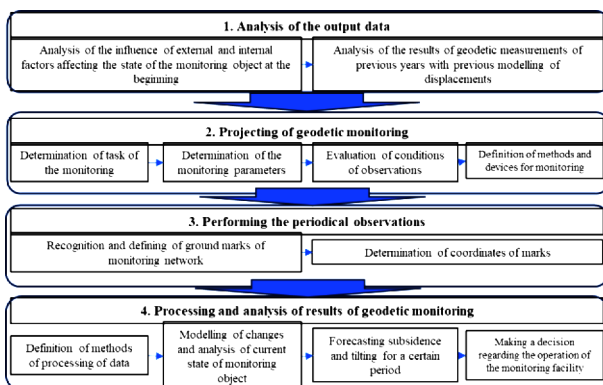 1. Analysis of the output data
Analysis of the influence of external and internal
factors affecting the state of the monitoring object at the
beginning
Analysis of the results of geodetic measurements of
previous years with previous modelling of
displacements
2. Projecting of geodetic monitoring
Determination of task of
the monitoring
Determination of the
monitoring parameters
Evaluation of conditions
of observations
Definition of methods and
devices for monitoring
3. Performing the periodical observations
Recognition and defining of ground marks of
monitoring network
Determination of coordinates of marks
4. Processing and analysis of results of geodetic monitoring
Definition of methods
of processing of data
Modelling of changes
and analysis of current
state of monitoring
object
Forecasting subsidence
and tilting for a certain
period
Making a decision
regarding the operation of
the monitoring facility